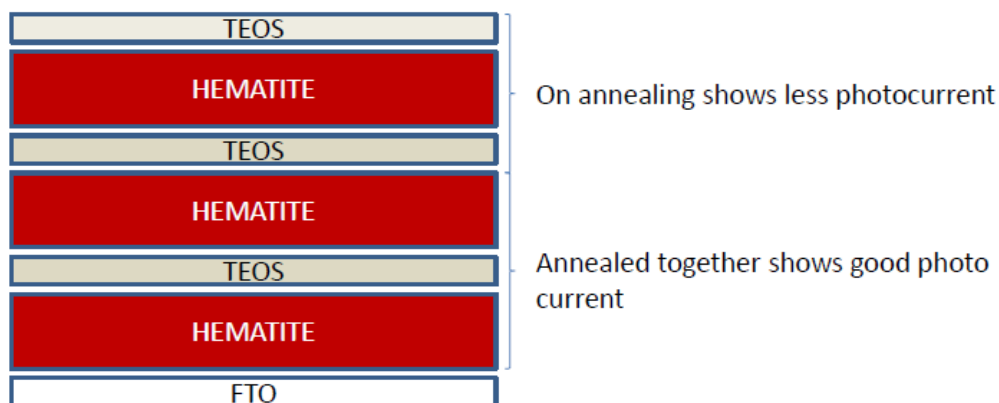 TEOS
HEMATITE
On annealing shows less photocurrent
TEOS
HEMATITE
TEOS
Annealed together shows good photo
current
HEMATITE
FTO